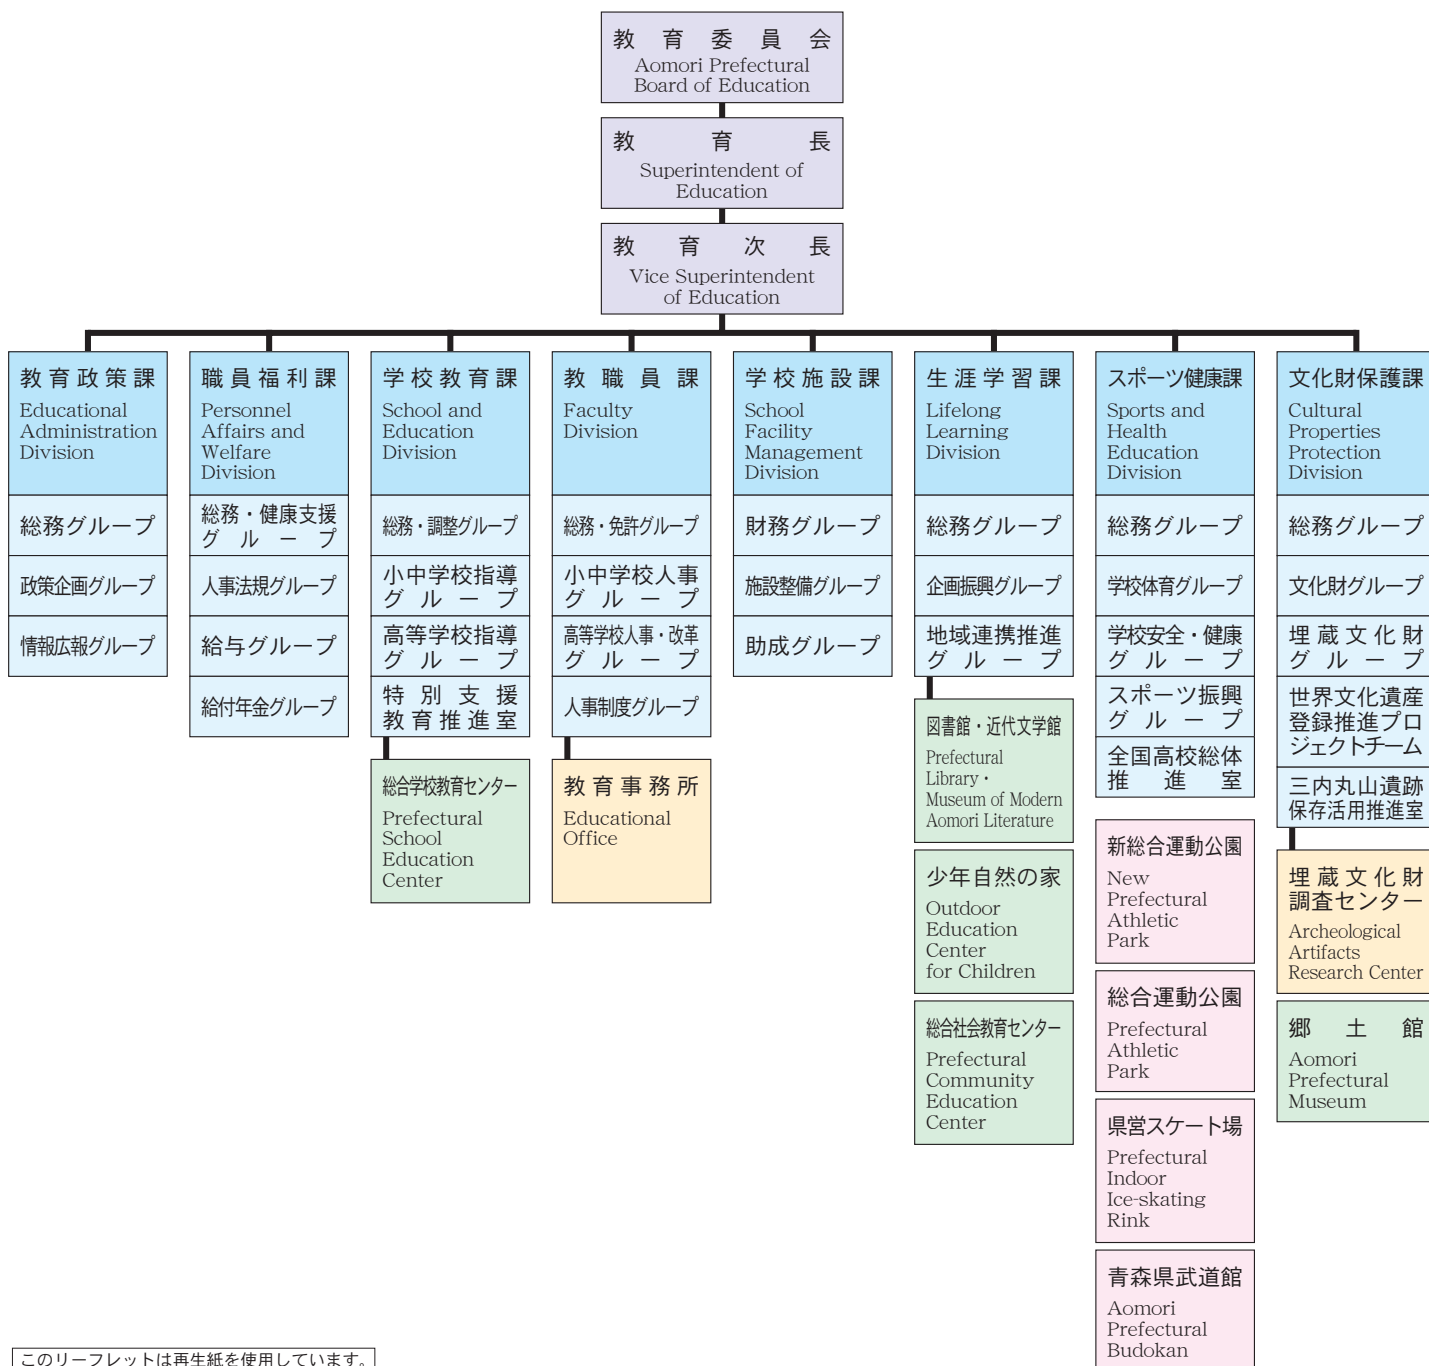 教育委員会
Aomori Prefectural
Board of Education
教育長
Superintendent of
Education
教育次長
Vice Superintendent
of Education
教育政策課
Educational
Administration
Division
総務グループ
政策企画グループ
情報広報グループ
職員福利課
Personnel
Affairs and
Welfare
Division
総務・健康支援
グループ
人事法規グループ
給与グループ
給付年金グループ
学校教育課
School and
Education
Division
総務・調整グループ
小中学校指導
グループ
高等学校指導
グループ
特別支援
教育推進室
総合学校教育センター
Prefectural
School
Education
Center
教職員課
Faculty
Division
総務・免許グループ
小中学校人事
グループ
高等学校人事・改革
グループ
人事制度グループ
教育事務所
Educational
Office
学校施設課
School
Facility
Management
Division
財務グループ
施設整備グループ
助成グループ
生涯学習課
Lifelong
Learning
Division
総務グループ
企画振興グループ
地域連携推進
グループ
図書館・近代文学館
Prefectural
Library・
Museum of Modern
Aomori Literature
少年自然の家
Outdoor
Education
Center
for Children
総合社会教育センター
Prefectural
Community
Education
Center
スポーツ健康課
Sports and
Health
Education
Division
総務グループ
学校体育グループ
学校安全・健康
グループ
スポーツ振興
グループ
全国高校総体
推進室
新総合運動公園
New
Prefectural
Athletic
Park
総合運動公園
Prefectural
Athletic
Park
県営スケート場
Prefectural
Indoor
Ice-skating
Rink
青森県武道館
Aomori
Prefectural
Budokan
文化財保護課
Cultural
Properties
Protection
Division
総務グループ
文化財グループ
埋蔵文化財
グループ
世界文化遺産
登録推進プロ
ジェクトチーム
三内丸山遺跡
保存活用推進室
埋蔵文化財
調査センター
Archeological
Artifacts
Research Center
郷土館
Aomori
Prefectural
Museum
このリーフレットは再生紙を使用しています。